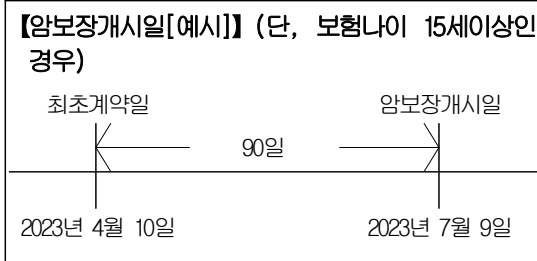 【암보장개시일[예시]】(단, 보험나이 15세이상인
경우)
최초계약일 암보장개시일
90일
2023년 4월 10일 2023년 7월 9일